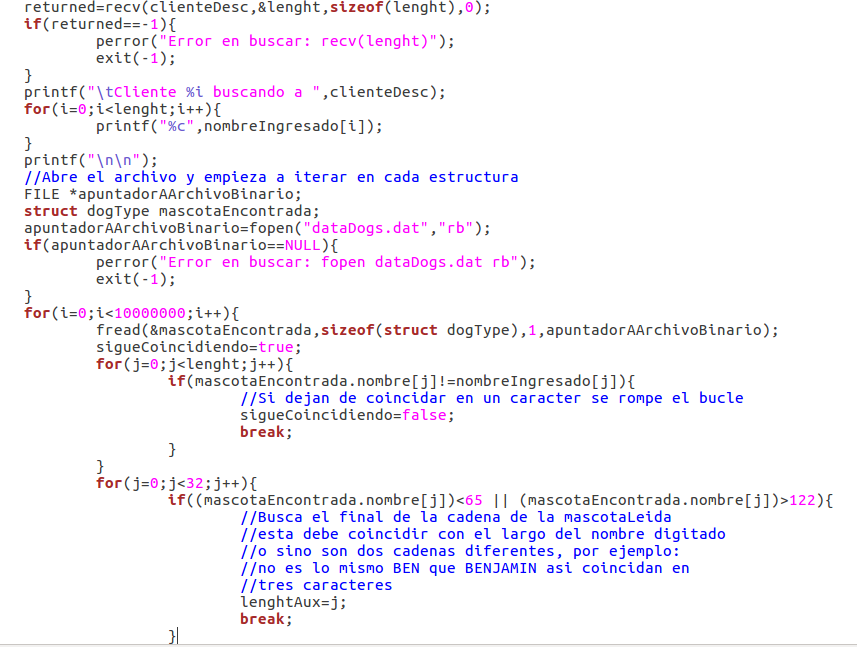 returned=recv(clienteDesc,&lenght,sizeof(lenght),0);
if(returned==-1){
perror("Error en buscar: recv(lenght)");
exit(-1);
}
printf("\tCliente %i buscando a ",clienteDesc);
for(i=0;i<lenght;i++){
printf("%c",nombreIngresado[i]);
}
printf("\n\n");
//Abre el archivo y empieza a iterar en cada estructura
FILE *apuntadorAArchivoBinario;
struct dogType mascotaEncontrada;
apuntadorAArchivoBinario=fopen("dataDogs.dat","rb");
if(apuntadorAArchivoBinario==NULL){
perror("Error en buscar: fopen dataDogs.dat rb");
exit(-1);
}
for(i=0;i<10000000;i++){
fread(&mascotaEncontrada,sizeof(struct dogType),1,apuntadorAArchivoBinario);
sigueCoincidiendo=true;
for(j=0;j<lenght;j++){
if(mascotaEncontrada.nombre[j]!=nombreIngresado[j]){
//Si dejan de coincidar en un caracter se rompe el bucle
sigueCoincidiendo=false;
break;
}
}
for(j=0;j<32;j++){
if((mascotaEncontrada.nombre[j])<65 || (mascotaEncontrada.nombre[j])>122){
//Busca el final de la cadena de la mascotaLeida
//esta debe coincidir con el largo del nombre digitado
//o sino son dos cadenas diferentes, por ejemplo:
//no es lo mismo BEN que BENJAMIN asi coincidan en
//tres caracteres
lenghtAux=j;
break;
}